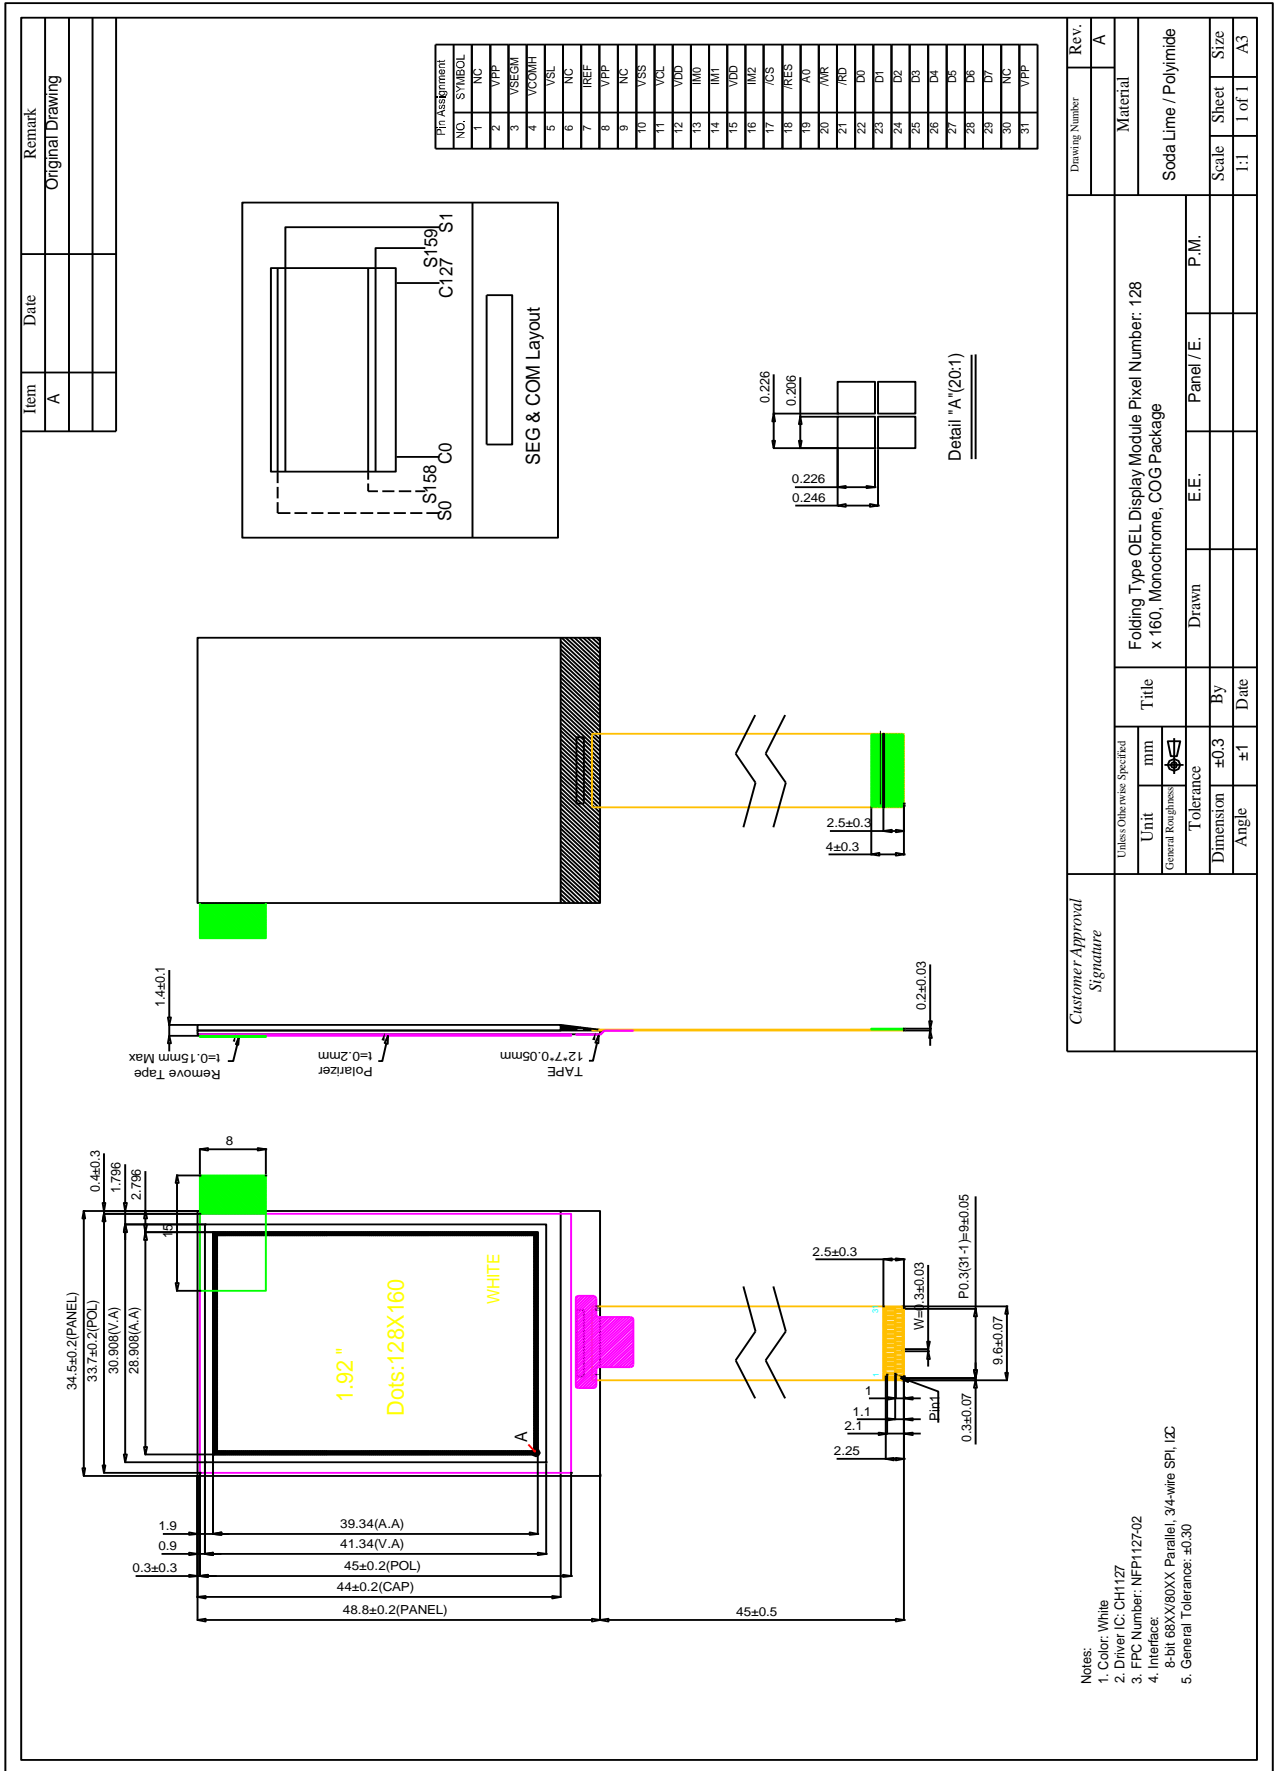 Item
Date
Remark
A
Original Drawing
Pin Assignment
NO. SYMBOL
1 NC
2 VPP
3 VSEGM
4 VCOMH
5 VSL
6 NC
7 IREF
8 VPP
9 NC
10 VSS
11 VCL
12 VDD
13 IM0
14 IM1
15 VDD
16 IM2
17 /CS
18 /RES
19 A0
20 /WR
21 /RD
22 D0
23 D1
24 D2
25 D3
26 D4
27 D5
28 D6
29 D7
30 NC
31 VPP
S0
S158
C0
C127
S159
S1
SEG & COM Layout
0.226
0.206
0.226
0.246
Detail "A"(20:1)
2.5±0.3
4±0.3
1.4±0.1
Remove Tape
t=0.15mm Max
Polarizer
t=0.2mm
TAPE
12*7*0.05mm
0.2±0.03
34.5±0.2(PANEL)
33.7±0.2(POL)
30.908(V.A)
28.908(A.A)
0.4±0.3
1.796
2.796
15
8
1.92 "
Dots:128X160
WHITE
A
1.9
0.9
0.3±0.3
39.34(A.A)
41.34(V.A)
45±0.2(POL)
44±0.2(CAP)
48.8±0.2(PANEL)
45±0.5
2.5±0.3
31
1
W=0.3±0.03
P0.3(31-1)=9±0.05
9.6±0.07
0.3±0.07
Pin1
1
1.1
2.1
2.25
Notes:
1. Color: White
2. Driver IC: CH1127
3. FPC Number: NFP1127-02
4. Interface:
8-bit 68XX/80XX Parallel, 3/4-wire SPI, I2C
5. General Tolerance: ±0.30
Customer Approval
Signature
Unless Otherwise Specified
Unit mm
General Roughness
Tolerance
Dimension ±0.3
Angle ±1
Title
Folding Type OEL Display Module Pixel Number: 128
x 160, Monochrome, COG Package
By
Date
Drawn
E.E.
Panel / E.
P.M.
Drawing Number
Rev.
A
Material
Soda Lime / Polyimide
Scale Sheet Size
1:1 1 of 1 A3